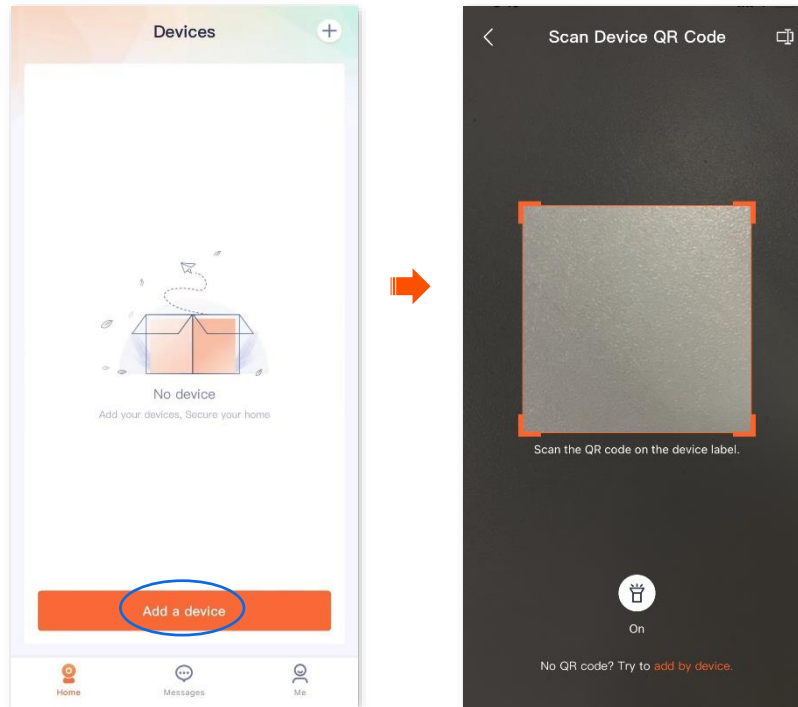 Devices
No device
Add your devices, Secure your home
Add a device
Home
Messages
Me
Scan Device QR Code
Scan the QR code on the device label.
On
No QR code? Try to add by device.